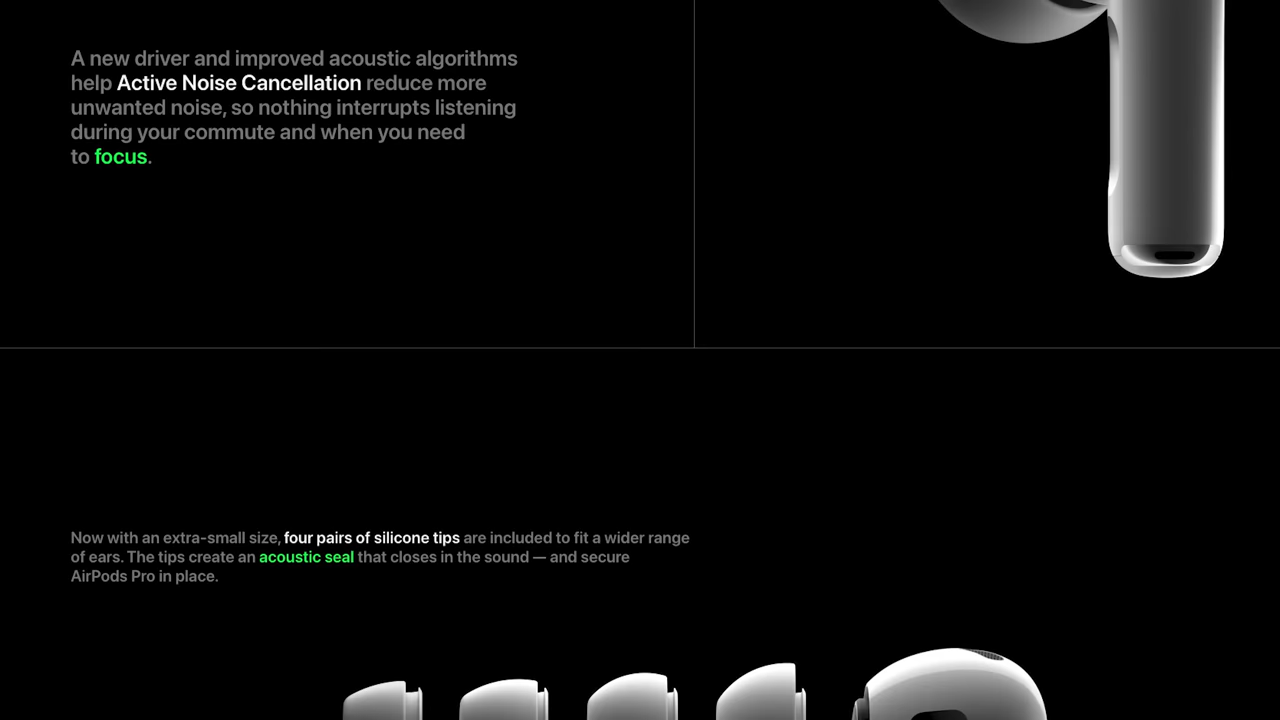 A new driver and improved acoustic algorithms
help Active Noise Cancellation reduce more
unwanted noise, so nothing interrupts listening
during your commute and when you need
to focus.
Now with an extra-small size, four pairs of silicone tips are included to fit a wider range
of ears. The tips create an acoustic seal that closes in the sound — and secure
AirPods Pro in place.